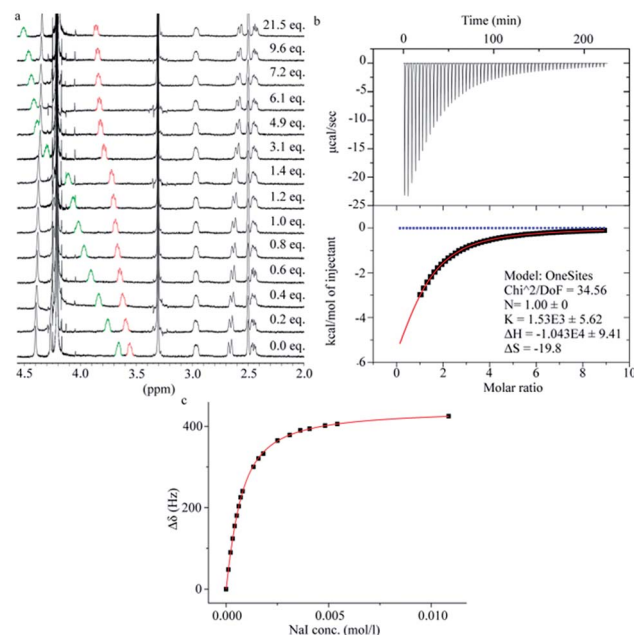 a
21.5 eq.
9.6 eq.
7.2 eq.
6.1 eq.
4.9 eq.
3.1 eq.
1.4 eq.
1.2 eq.
1.0 eq.
0.8 eq.
0.6 eq.
0.4 eq.
0.2 eq.
0.0 eq.
4.5 4.0 3.5 3.0 2.5 2.0
(ppm)
b
Time (min)
0 100 200
0
-5
-10
-15
-20
-25
µcal/sec
0
-2
-4
-6
kcal/mol of injectant
Model: OneSites
Chi^2/DoF = 34.56
N= 1.00 ± 0
K = 1.53E3 ± 5.62
ΔH = -1.043E4 ± 9.41
ΔS = -19.8
0 2 4 6 8 10
Molar ratio
c
400
200
0
Δδ (Hz)
0.000 0.005 0.010
NaI conc. (mol/l)